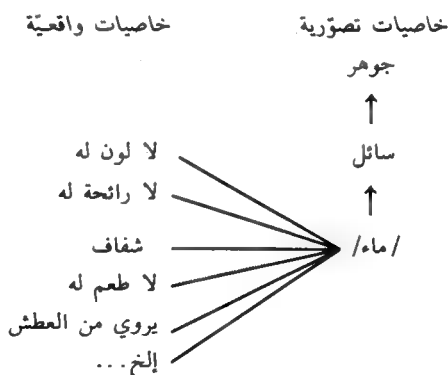 خاصيات تصوّرية
خاصيات واقعيّة
جوهر
سائل
/ماء/
لا لون له
لا رائحة له
شفاف
لا طعم له
يروي من العطش
إلخ...